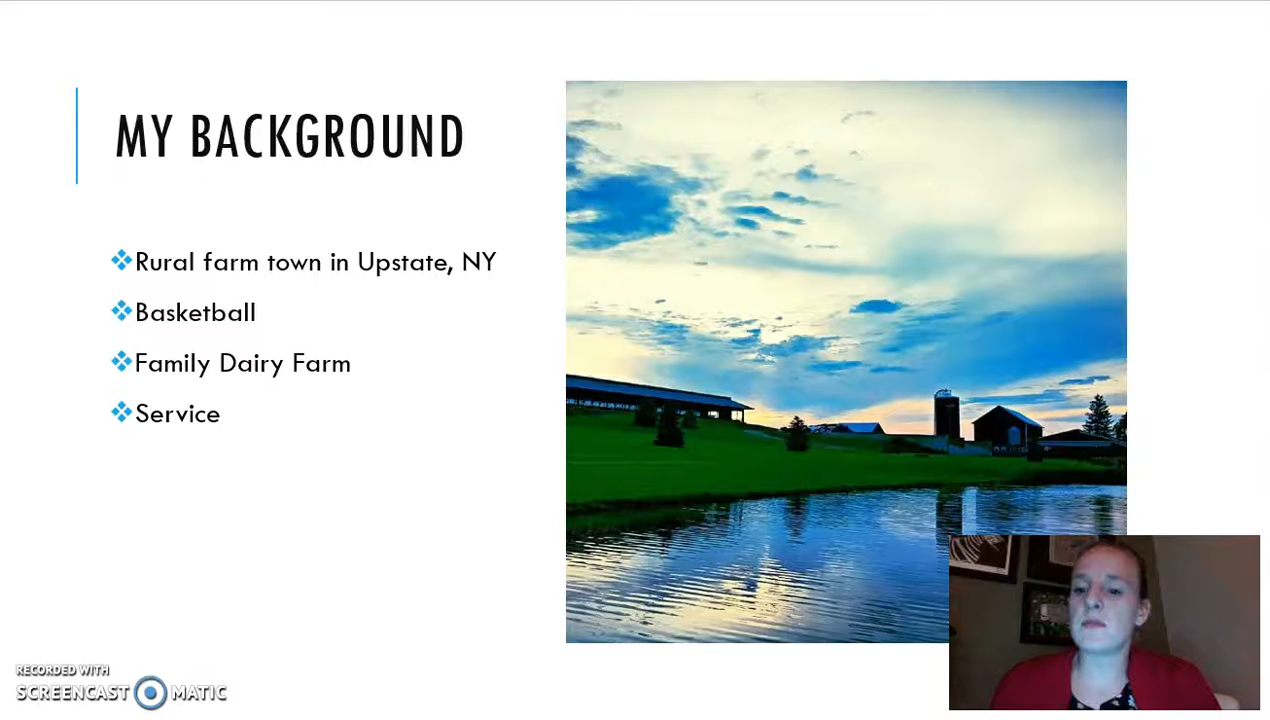 MY BACKGROUND
Rural farm town in Upstate, NY
Basketball
Family Dairy Farm
Service
RECORDED WITH
SCREENCAST MATIC